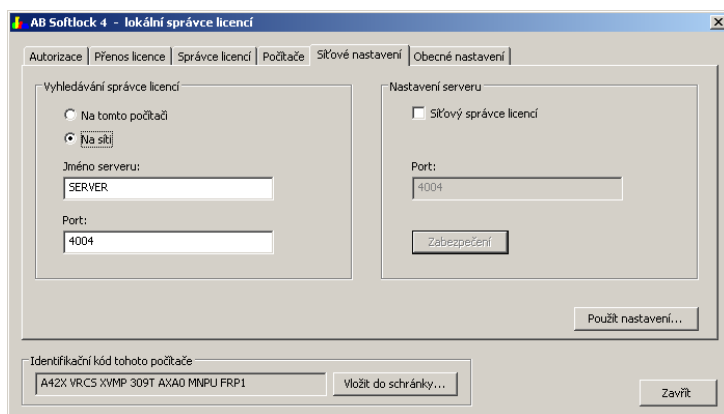 AB Softlock 4 - lokální správce licencí
Autorizace
Přenos licence
Správce licencí
Počítače
Síťové nastavení
Obecné nastavení
Vyhledávání správce licencí
Na tomto počítači
Na síti
Jméno serveru:
SERVER
Port:
4004
Nastavení serveru
Síťový správce licencí
Port:
4004
Zabezpečení
Použít nastavení...
Identifikační kód tohoto počítače
A42X VRCS XVMP 309T AXA0 MNPU FRP1
Vložit do schránky...
Zavřít